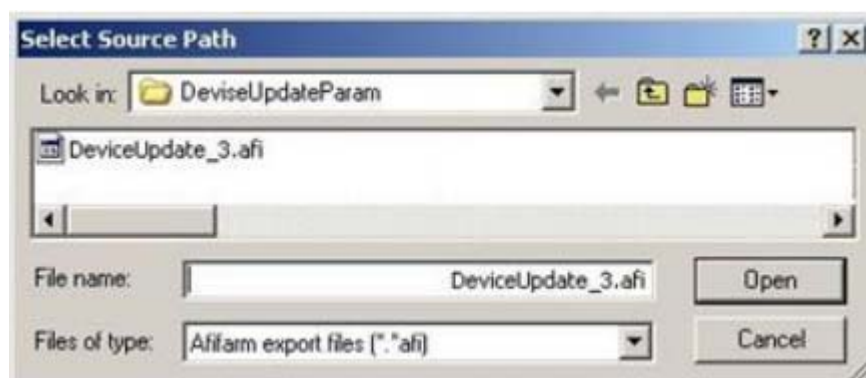 Select Source Path
Look in: DeviseUpdateParam
DeviceUpdate_3.afi
File name: DeviceUpdate_3.afi Open
Files of type: Afifarm export files ("."afi) Cancel